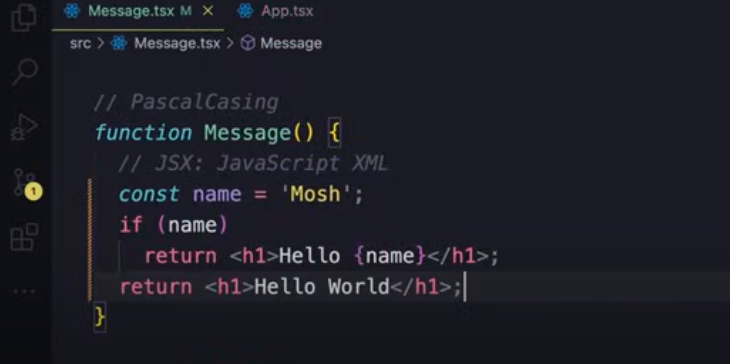 Message.tsx M × App.tsx
src > Message.tsx > Message
// PascalCasing
function Message() {
// JSX: JavaScript XML
const name = 'Mosh';
if (name)
return <h1>Hello {name}</h1>;
return <h1>Hello World</h1>;
}
1